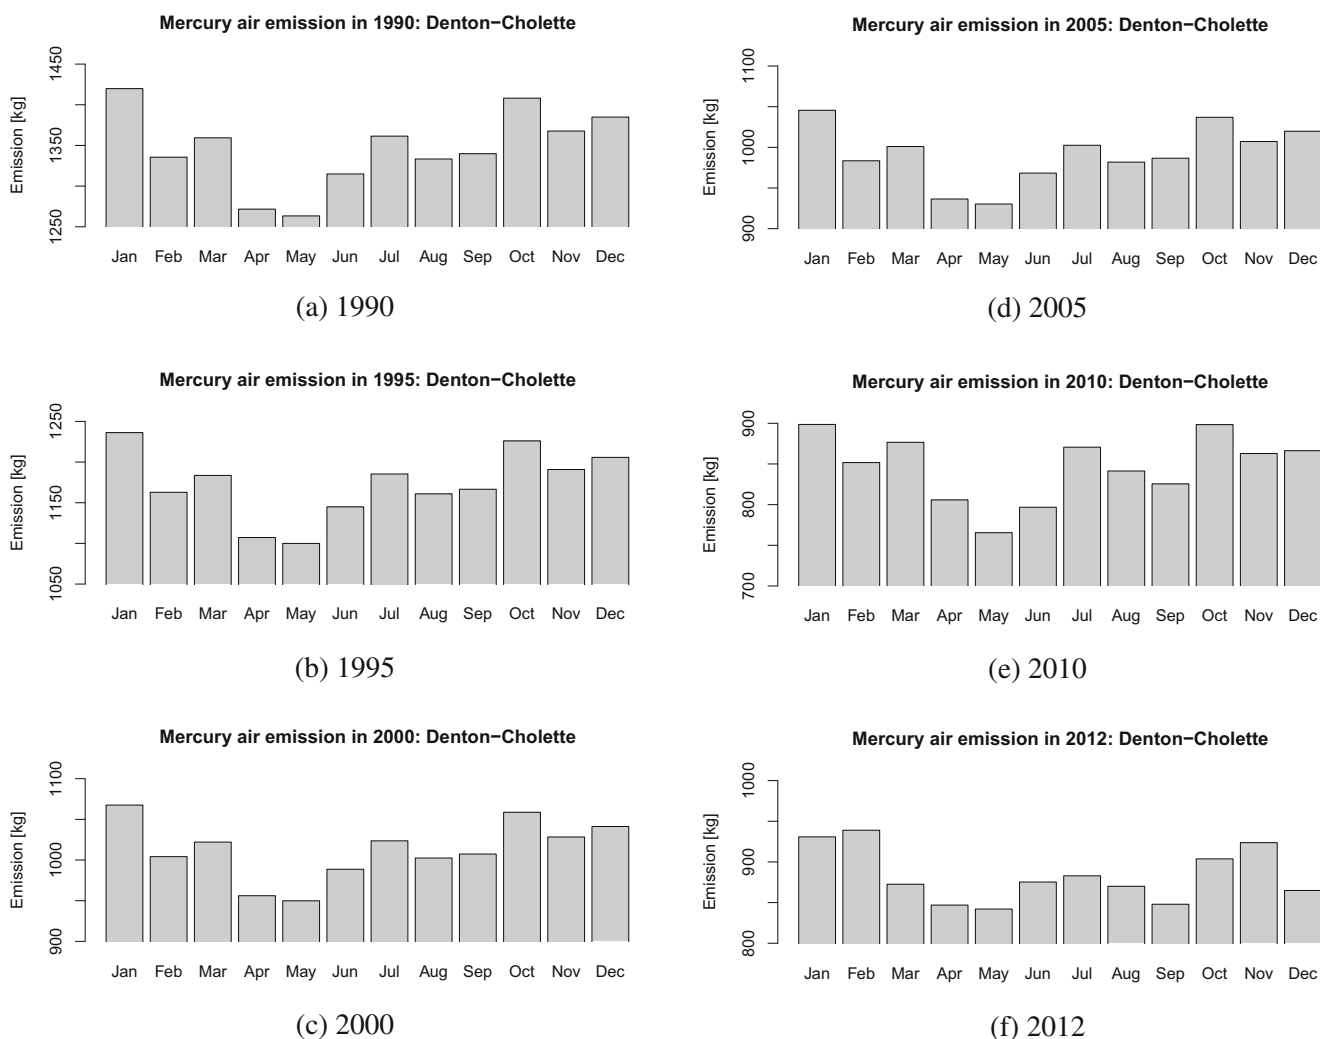 Mercury air emission in 1990: Denton−Cholette
Emission [kg]
1450
1350
1250
Jan Feb Mar Apr May Jun Jul Aug Sep Oct Nov Dec
(a) 1990
Mercury air emission in 1995: Denton−Cholette
Emission [kg]
1250
1150
1050
Jan Feb Mar Apr May Jun Jul Aug Sep Oct Nov Dec
(b) 1995
Mercury air emission in 2000: Denton−Cholette
Emission [kg]
1100
1000
900
Jan Feb Mar Apr May Jun Jul Aug Sep Oct Nov Dec
(c) 2000
Mercury air emission in 2005: Denton−Cholette
Emission [kg]
1100
1000
900
Jan Feb Mar Apr May Jun Jul Aug Sep Oct Nov Dec
(d) 2005
Mercury air emission in 2010: Denton−Cholette
Emission [kg]
900
800
700
Jan Feb Mar Apr May Jun Jul Aug Sep Oct Nov Dec
(e) 2010
Mercury air emission in 2012: Denton−Cholette
Emission [kg]
1000
900
800
Jan Feb Mar Apr May Jun Jul Aug Sep Oct Nov Dec
(f) 2012